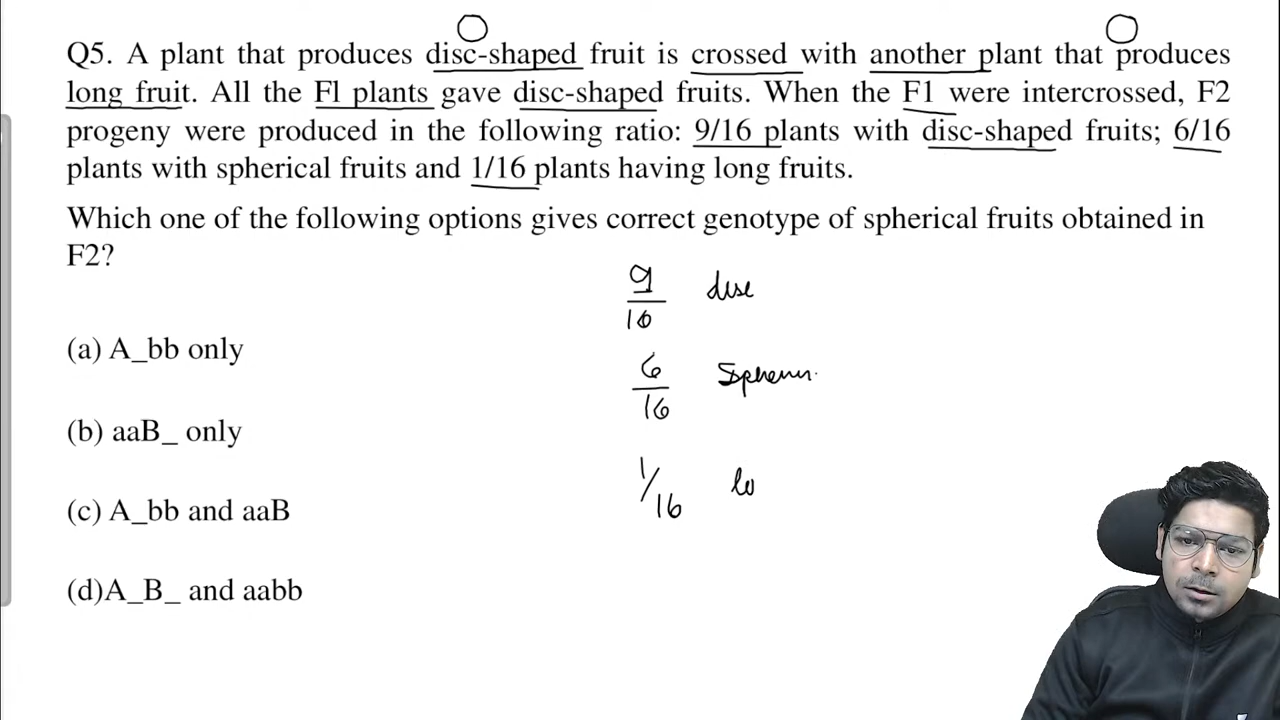 Q5. A plant that produces disc-shaped fruit is crossed with another plant that produces
long fruit. All the Fl plants gave disc-shaped fruits. When the F1 were intercrossed, F2
progeny were produced in the following ratio: 9/16 plants with disc-shaped fruits; 6/16
plants with spherical fruits and 1/16 plants having long fruits.
Which one of the following options gives correct genotype of spherical fruits obtained in
F2?
9/16 disc
(a) A_bb only
6/16
(b) aaB_ only
1/16 lo
(c) A_bb and aaB
(d)A_B_ and aabb